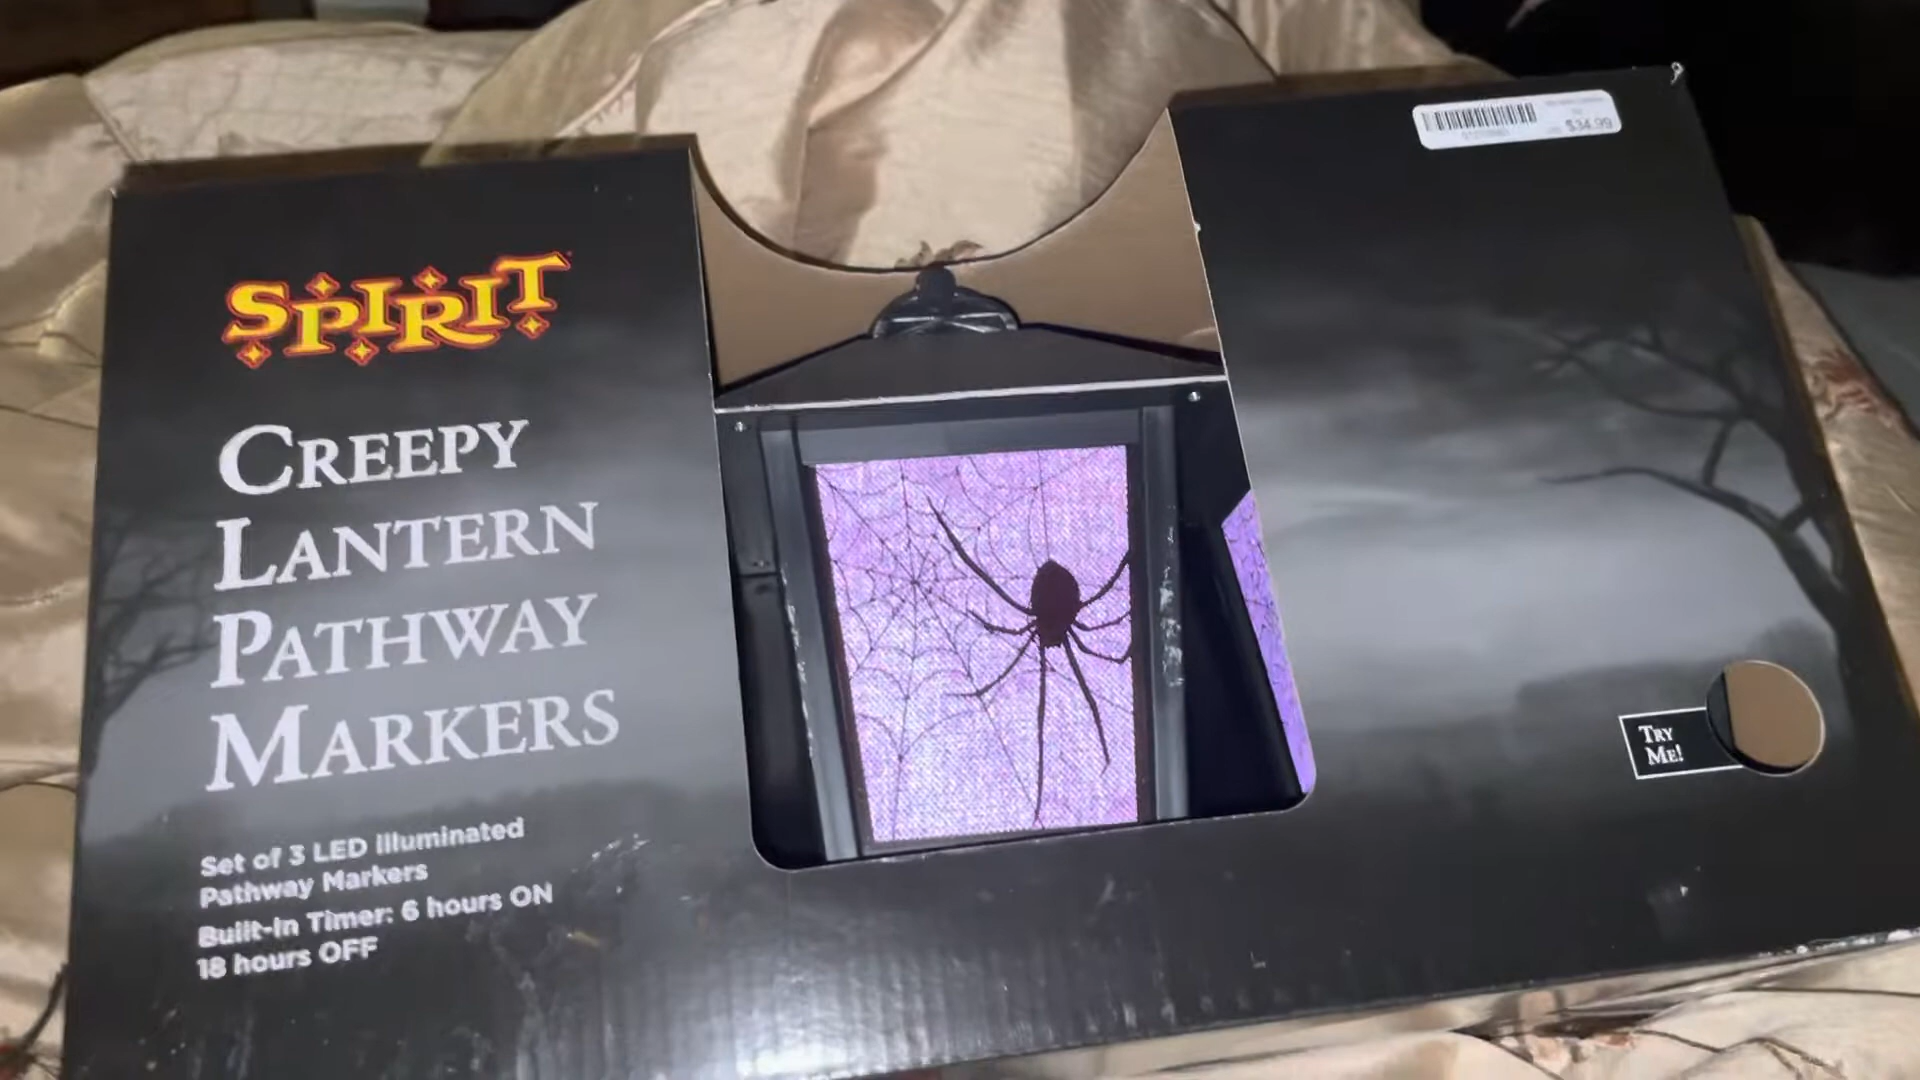 SPIRIT
CREEPY
LANTERN
PATHWAY
MARKERS
Set of 3 LED Illuminated
Pathway Markers
Built-In Timer: 6 hours ON
18 hours OFF
$34.99
TRY
ME!